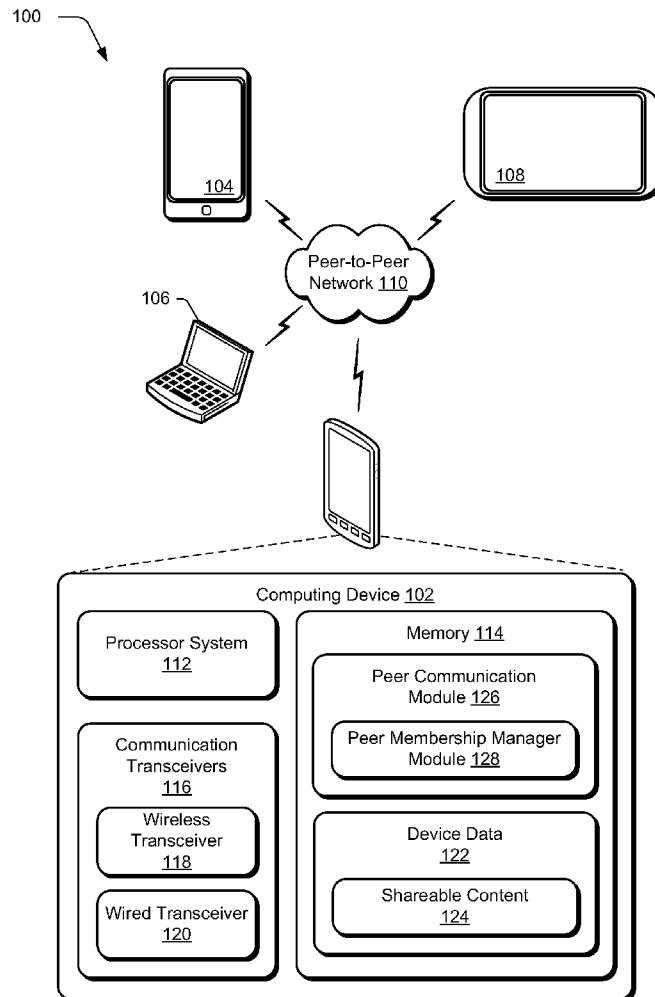 100
104
108
Peer-to-Peer
Network 110
106
Computing Device 102
Processor System
112
Communication
Transceivers
116
Wireless
Transceiver
118
Wired Transceiver
120
Memory 114
Peer Communication
Module 126
Peer Membership Manager
Module 128
Device Data
122
Shareable Content
124